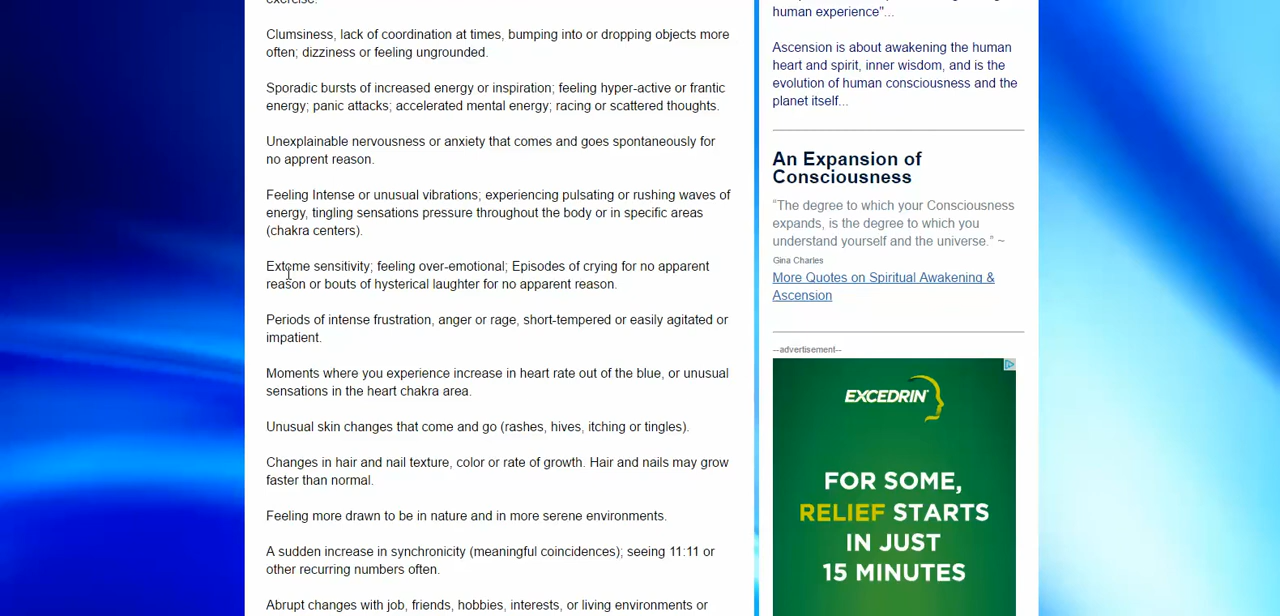 exercise.
Clumsiness, lack of coordination at times, bumping into or dropping objects more
often; dizziness or feeling ungrounded.
Sporadic bursts of increased energy or inspiration; feeling hyper-active or frantic
energy; panic attacks; accelerated mental energy; racing or scattered thoughts.
Unexplainable nervousness or anxiety that comes and goes spontaneously for
no apprent reason.
Feeling Intense or unusual vibrations; experiencing pulsating or rushing waves of
energy, tingling sensations pressure throughout the body or in specific areas
(chakra centers).
Exteme sensitivity; feeling over-emotional; Episodes of crying for no apparent
reason or bouts of hysterical laughter for no apparent reason.
Periods of intense frustration, anger or rage, short-tempered or easily agitated or
impatient.
Moments where you experience increase in heart rate out of the blue, or unusual
sensations in the heart chakra area.
Unusual skin changes that come and go (rashes, hives, itching or tingles).
Changes in hair and nail texture, color or rate of growth. Hair and nails may grow
faster than normal.
Feeling more drawn to be in nature and in more serene environments.
A sudden increase in synchronicity (meaningful coincidences); seeing 11:11 or
other recurring numbers often.
Abrupt changes with job, friends, hobbies, interests, or living environments or
human experience"...
Ascension is about awakening the human
heart and spirit, inner wisdom, and is the
evolution of human consciousness and the
planet itself...
An Expansion of
Consciousness
“The degree to which your Consciousness
expands, is the degree to which you
understand yourself and the universe.” ~
Gina Charles
More Quotes on Spiritual Awakening &
Ascension
--advertisement--
EXCEDRIN
FOR SOME,
RELIEF STARTS
IN JUST
15 MINUTES